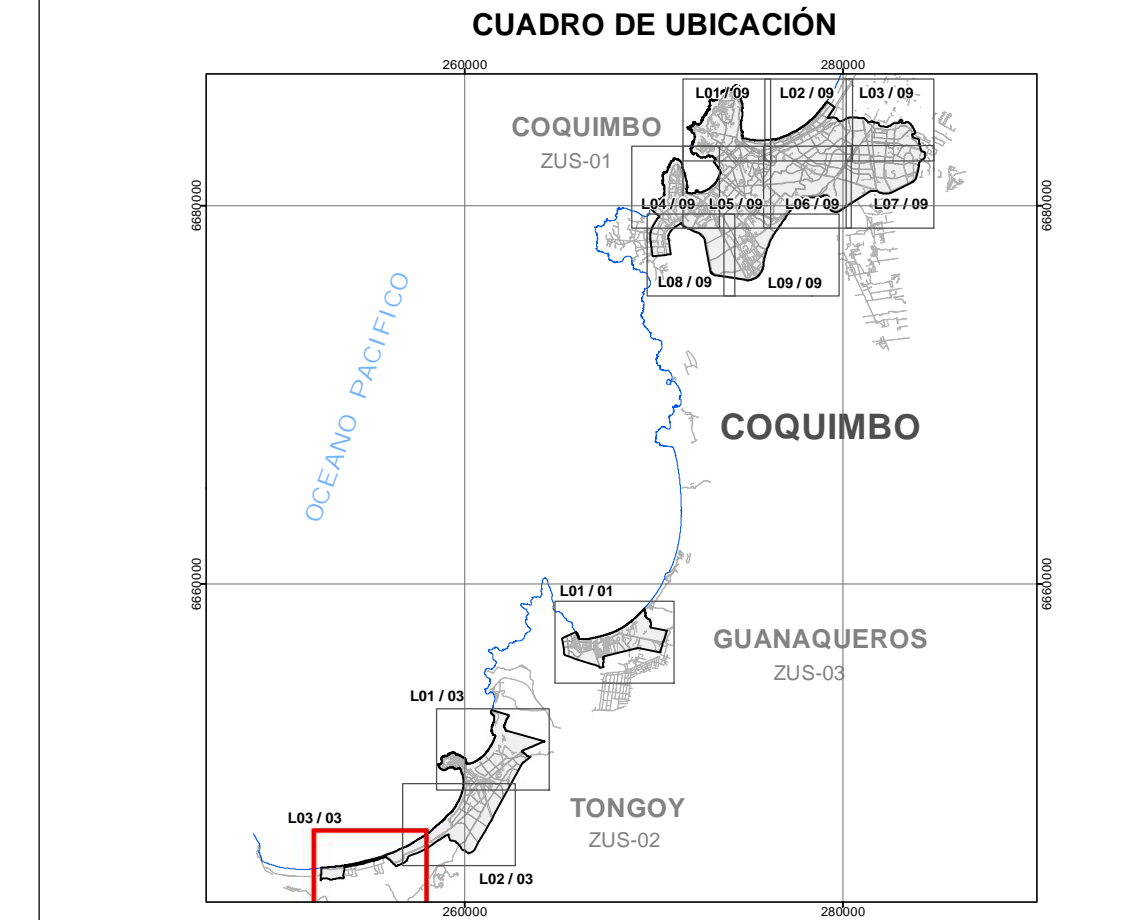 CUADRO DE UBICACIÓN
260000
280000
L01 / 09
L02 / 09
L03 / 09
COQUIMBO
ZUS-01
6680000
6680000
L04 / 09
L05 / 09
L06 / 09
L07 / 09
L08 / 09
L09 / 09
OCEANO PACIFICO
COQUIMBO
6660000
6660000
L01 / 01
GUANAQUEROS
ZUS-03
L01 / 03
TONGOY
ZUS-02
L03 / 03
L02 / 03
260000
280000